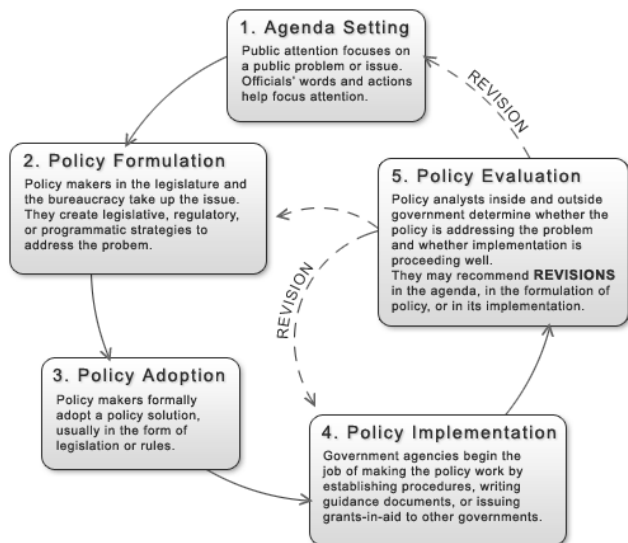 1. Agenda Setting
Public attention focuses on
a public problem or issue.
Officials' words and actions
help focus attention.
REVISION
2. Policy Formulation
Policy makers in the legislature and
the bureaucracy take up the issue.
They create legislative, regulatory,
or programmatic strategies to
address the probem.
5. Policy Evaluation
Policy analysts inside and outside
government determine whether the
policy is addressing the problem
and whether implementation is
proceeding well.
They may recommend REVISIONS
in the agenda, in the formulation of
policy, or in its implementation.
REVISION
3. Policy Adoption
Policy makers formally
adopt a policy solution,
usually in the form of
legislation or rules.
4. Policy Implementation
Government agencies begin the
job of making the policy work by
establishing procedures, writing
guidance documents, or issuing
grants-in-aid to other governments.